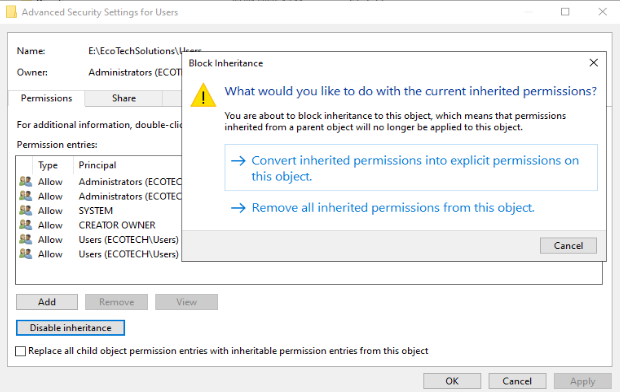 Advanced Security Settings for Users
Name: E:\EcoTechSolutions\Users
Owner: Administrators (ECOT
Block Inheritance
What would you like to do with the current inherited permissions?
You are about to block inheritance to this object, which means that permissions
inherited from a parent object will no longer be applied to this object.
Convert inherited permissions into explicit permissions on
this object.
Remove all inherited permissions from this object.
Cancel
Permissions Share
For additional information, double-clic
Permission entries:
Type Principal
Allow Administrators (ECOTECH
Allow Administrators (ECOTECH
Allow SYSTEM
Allow CREATOR OWNER
Allow Users (ECOTECH\Users)
Allow Users (ECOTECH\Users)
Add Remove View
Disable inheritance
Replace all child object permission entries with inheritable permission entries from this object
OK Cancel Apply